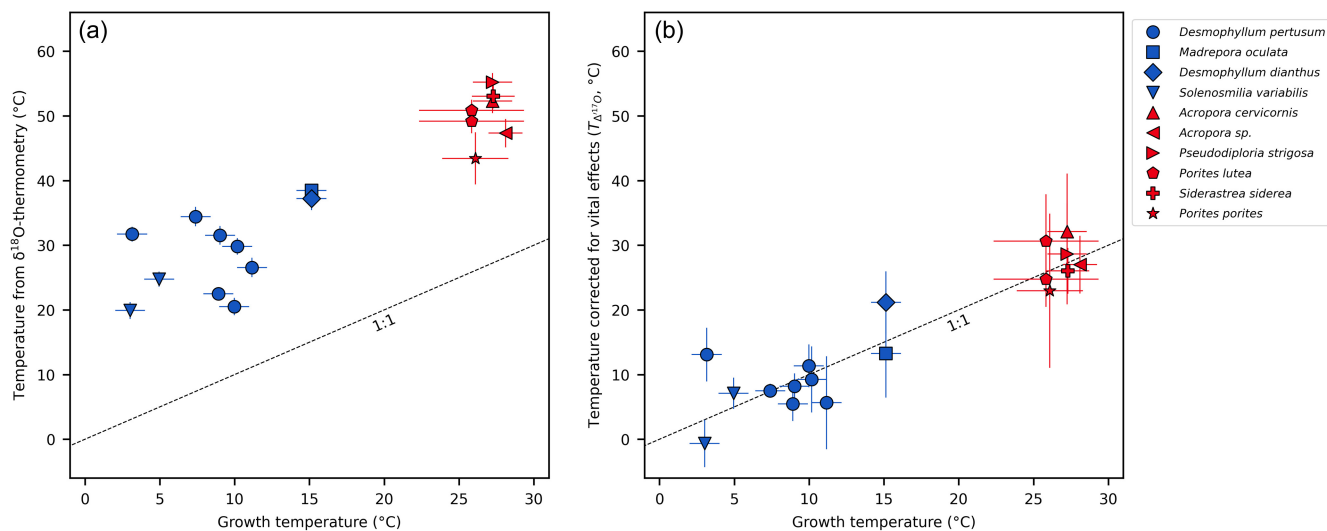 (a)
60
50
40
30
20
10
0
0 5 10 15 20 25 30
Growth temperature (°C)
Temperature from δ¹⁸O-thermometry (°C)
1:1
(b)
60
50
40
30
20
10
0
0 5 10 15 20 25 30
Growth temperature (°C)
Temperature corrected for vital effects (T_Δ′¹⁷O, °C)
1:1
Desmophyllum pertusum
Madrepora oculata
Desmophyllum dianthus
Solenosmilia variabilis
Acropora cervicornis
Acropora sp.
Pseudodiploria strigosa
Porites lutea
Siderastrea siderea
Porites porites